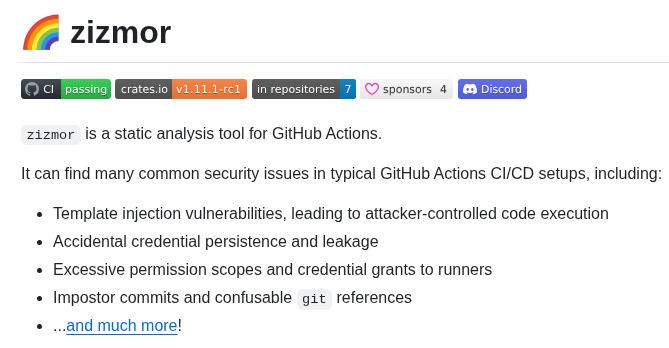 zizmor
CI passing crates.io v1.11.1-rc1 in repositories 7 sponsors 4 Discord
zizmor is a static analysis tool for GitHub Actions.
It can find many common security issues in typical GitHub Actions CI/CD setups, including:
• Template injection vulnerabilities, leading to attacker-controlled code execution
• Accidental credential persistence and leakage
• Excessive permission scopes and credential grants to runners
• Impostor commits and confusable git references
• ...and much more!